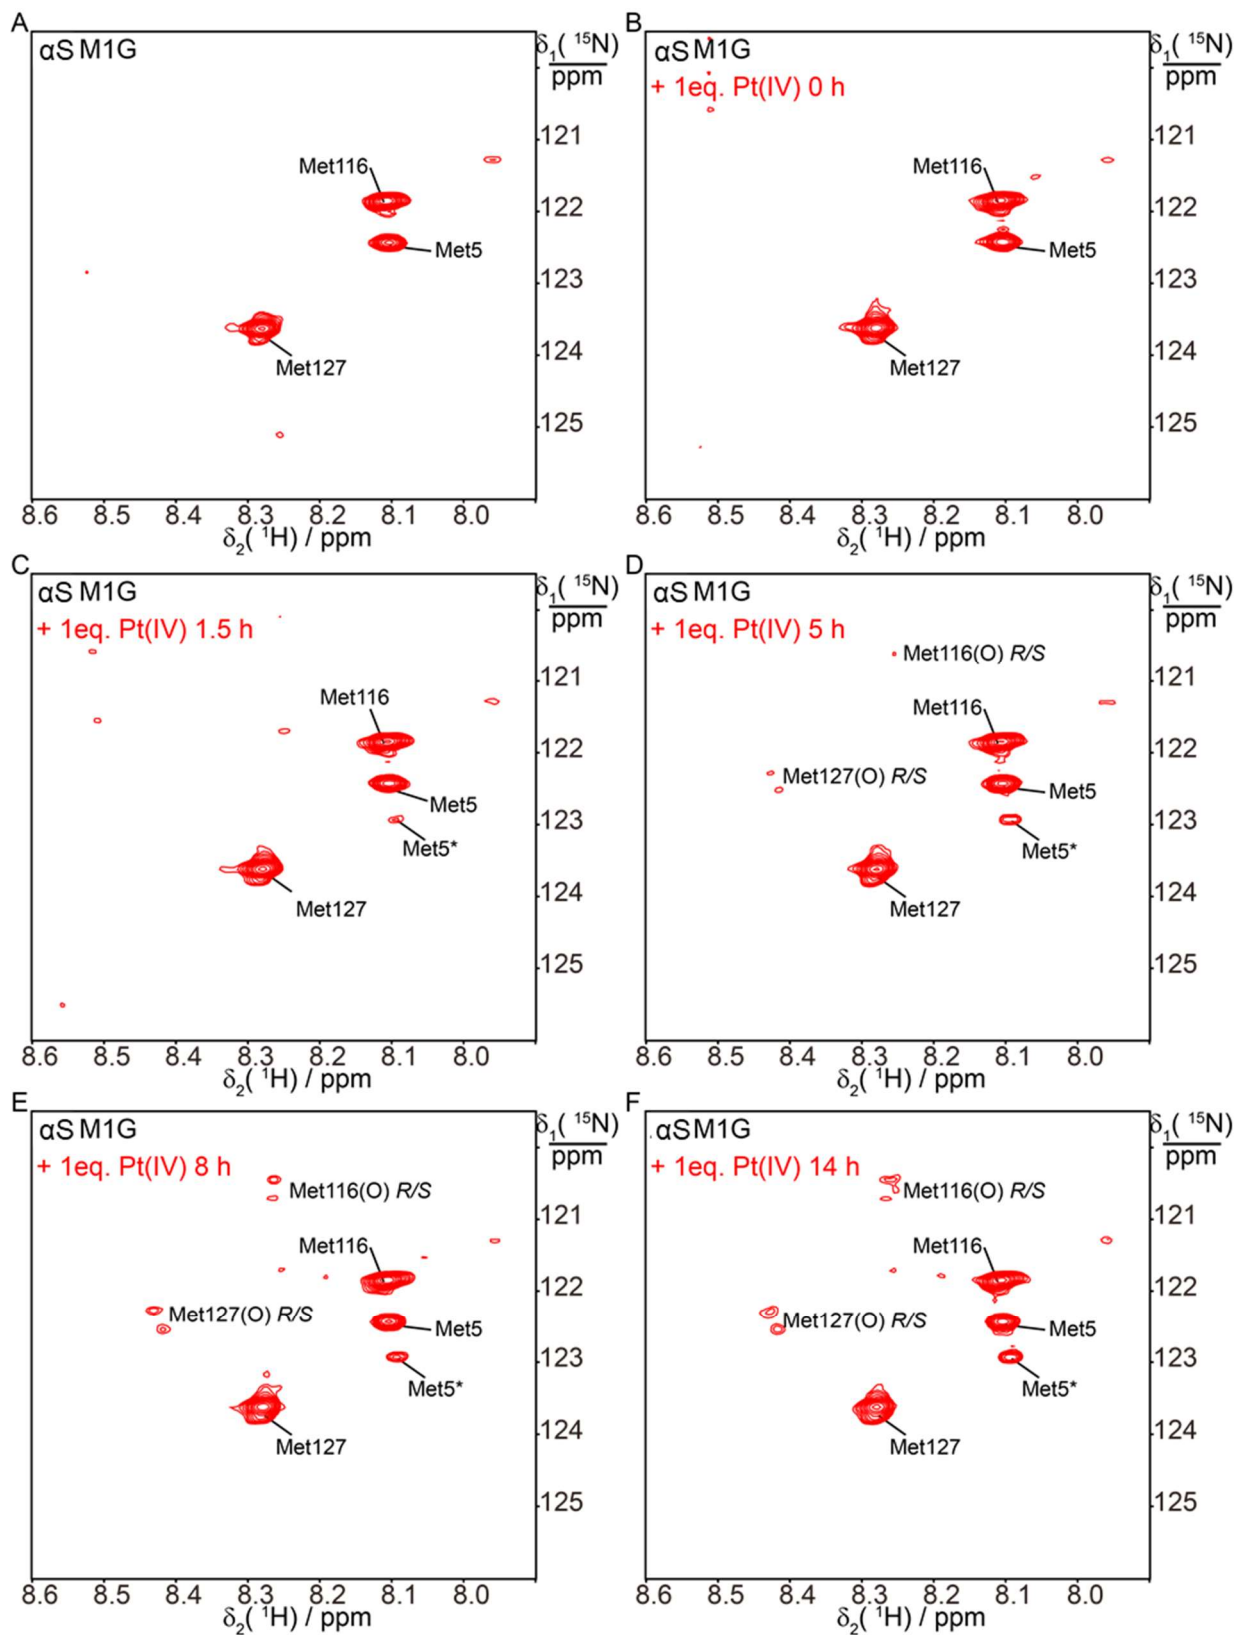 A
αS M1G
δ1( 15N)
ppm
121
Met116
122
Met5
123
124
Met127
125
8.6 8.5 8.4 8.3 8.2 8.1 8.0
δ2( 1H) / ppm
B
αS M1G
+ 1eq. Pt(IV) 0 h
δ1( 15N)
ppm
121
Met116
122
Met5
123
124
Met127
125
8.6 8.5 8.4 8.3 8.2 8.1 8.0
δ2( 1H) / ppm
C
αS M1G
+ 1eq. Pt(IV) 1.5 h
δ1( 15N)
ppm
121
Met116
122
Met5
123
Met5*
124
Met127
125
8.6 8.5 8.4 8.3 8.2 8.1 8.0
δ2( 1H) / ppm
D
αS M1G
+ 1eq. Pt(IV) 5 h
δ1( 15N)
ppm
Met116(O) R/S
121
Met116
122
Met127(O) R/S
Met5
123
Met5*
124
Met127
125
8.6 8.5 8.4 8.3 8.2 8.1 8.0
δ2( 1H) / ppm
E
αS M1G
+ 1eq. Pt(IV) 8 h
δ1( 15N)
ppm
Met116(O) R/S
121
Met116
122
Met127(O) R/S
Met5
123
Met5*
124
Met127
125
8.6 8.5 8.4 8.3 8.2 8.1 8.0
δ2( 1H) / ppm
F
αS M1G
+ 1eq. Pt(IV) 14 h
δ1( 15N)
ppm
Met116(O) R/S
121
Met116
122
Met127(O) R/S
Met5
123
Met5*
124
Met127
125
8.6 8.5 8.4 8.3 8.2 8.1 8.0
δ2( 1H) / ppm